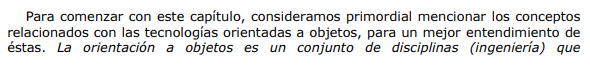 Para comenzar con este capítulo, consideramos primordial mencionar los conceptos
relacionados con las tecnologías orientadas a objetos, para un mejor entendimiento de
éstas. La orientación a objetos es un conjunto de disciplinas (ingeniería) que